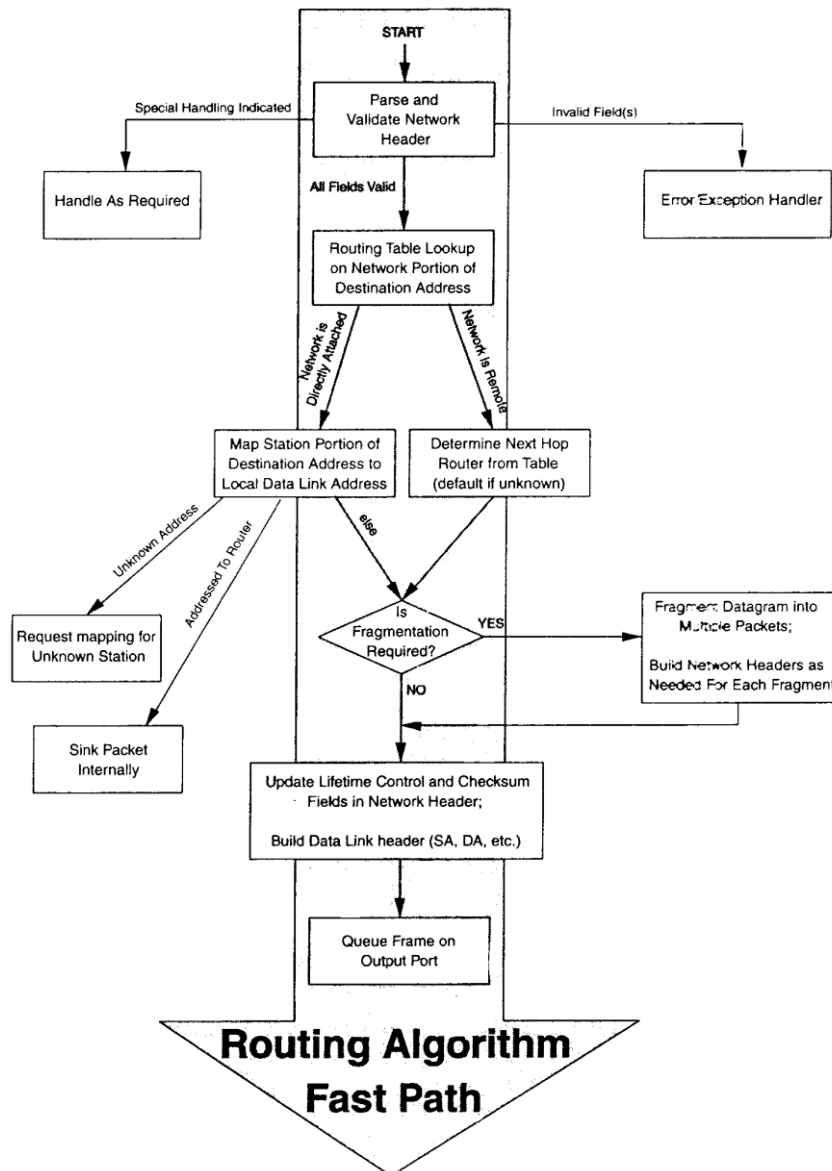 START
Parse and
Validate Network
Header
Special Handling Indicated
Invalid Field(s)
Handle As Required
All Fields Valid
Error/Exception Handler
Routing Table Lookup
on Network Portion of
Destination Address
Network is
Directly Attached
Network Is Remote
Map Station Portion of
Destination Address to
Local Data Link Address
Determine Next Hop
Router from Table
(default if unknown)
Unknown Address
Addressed To Router
else
Request mapping for
Unknown Station
Sink Packet
Internally
Is
Fragmentation
Required?
YES
NO
Fragment Datagram into
Multiple Packets;
Build Network Headers as
Needed For Each Fragment
Update Lifetime Control and Checksum
Fields in Network Header;
Build Data Link header (SA, DA, etc.)
Queue Frame on
Output Port
Routing Algorithm
Fast Path